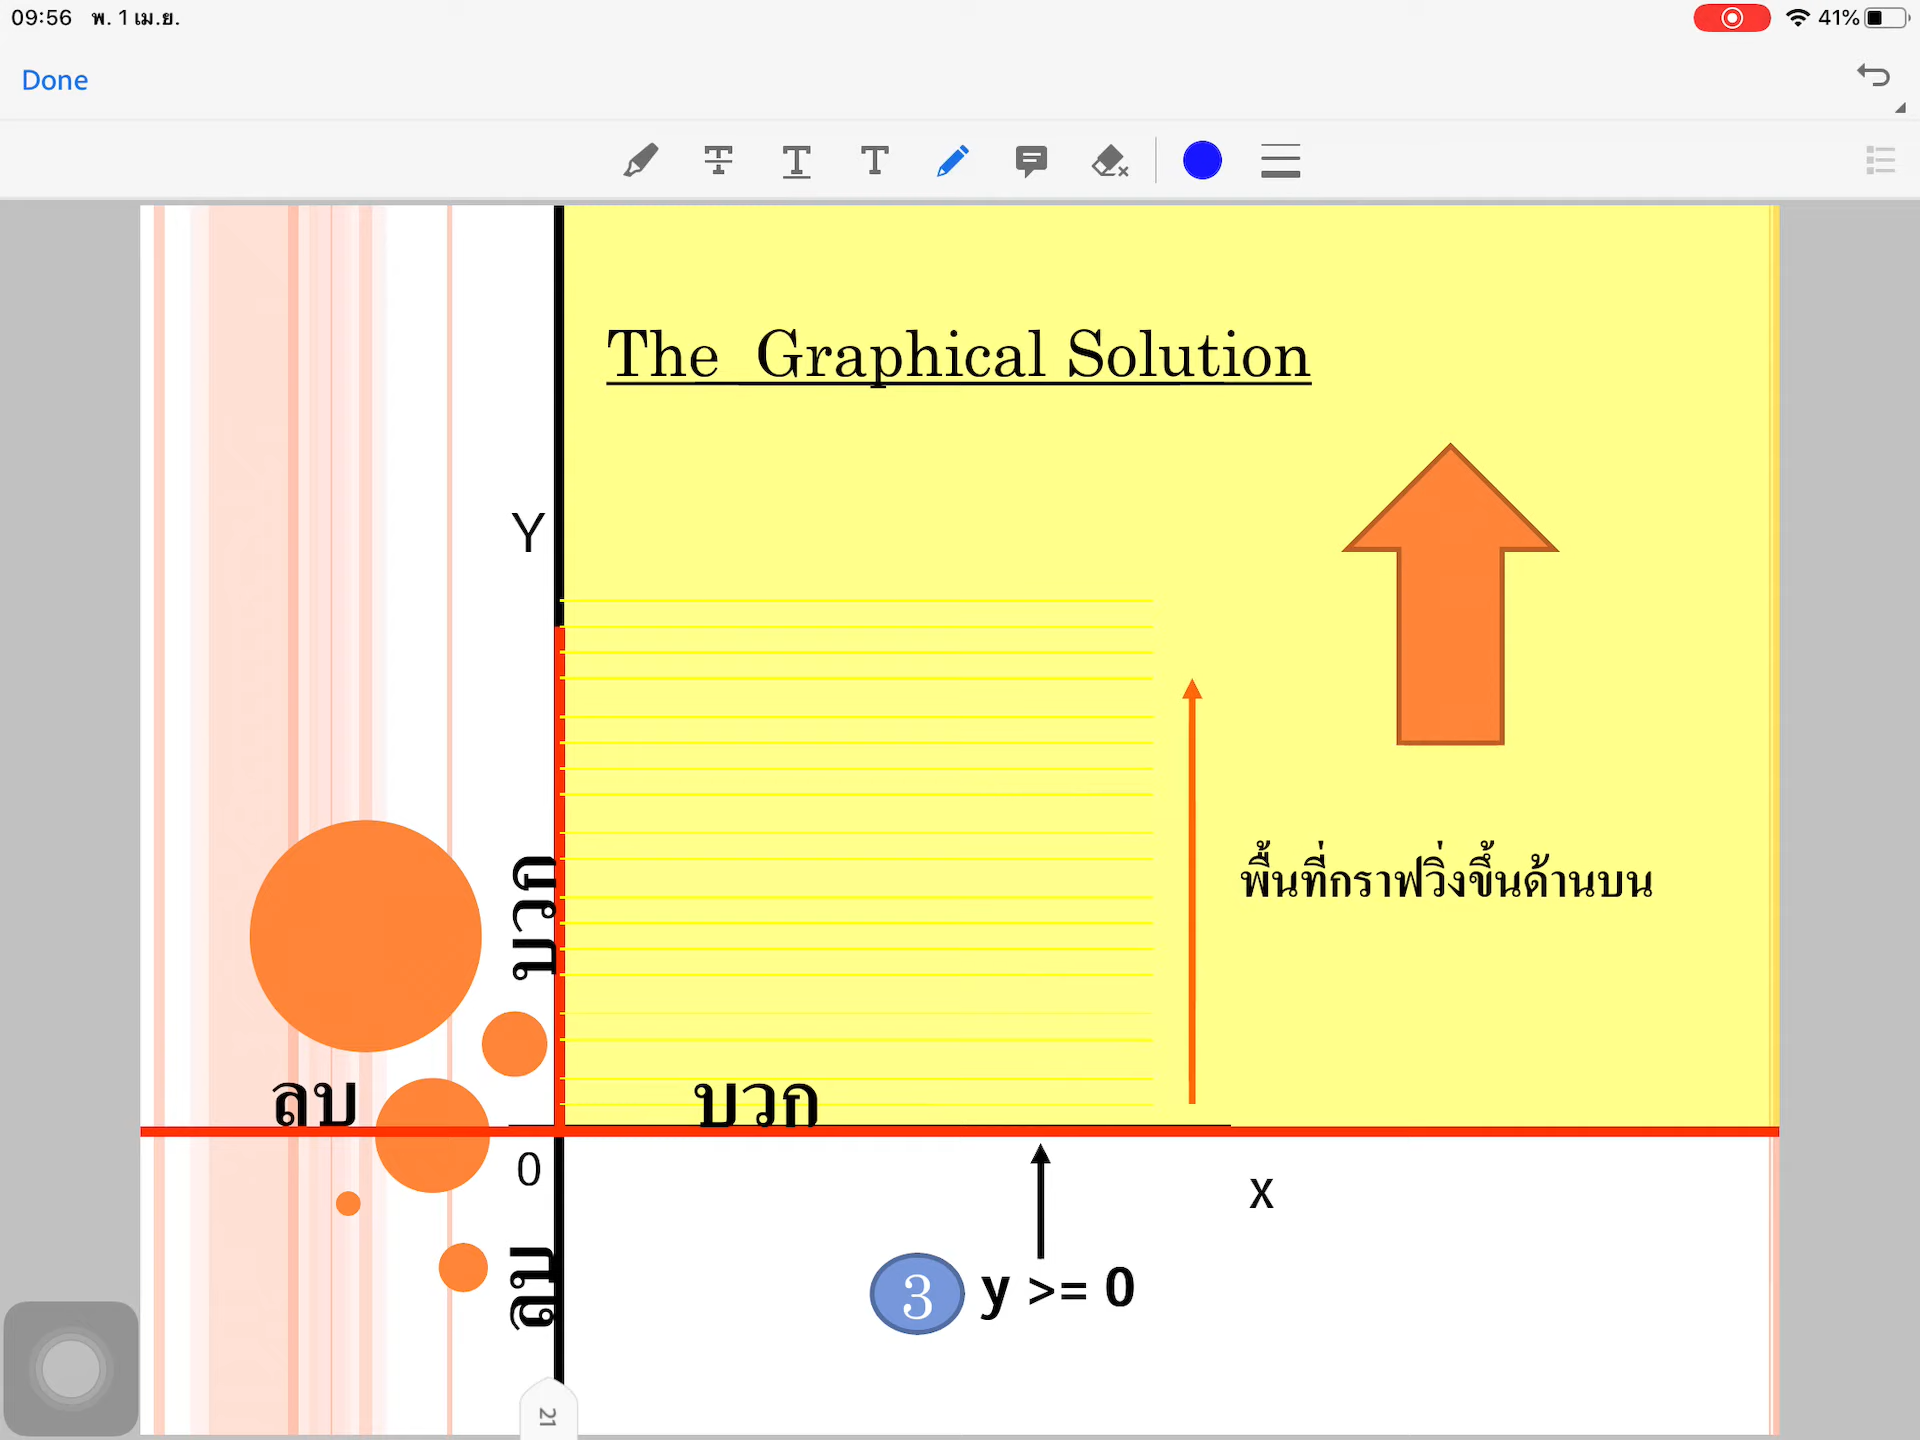 09:56 พ. 1 เม.ย.
41%
Done
The Graphical Solution
Y
บวก
พื้นที่กราฟวิ่งขึ้นด้านบน
ลบ
บวก
0
X
ลบ
3 y >= 0
21